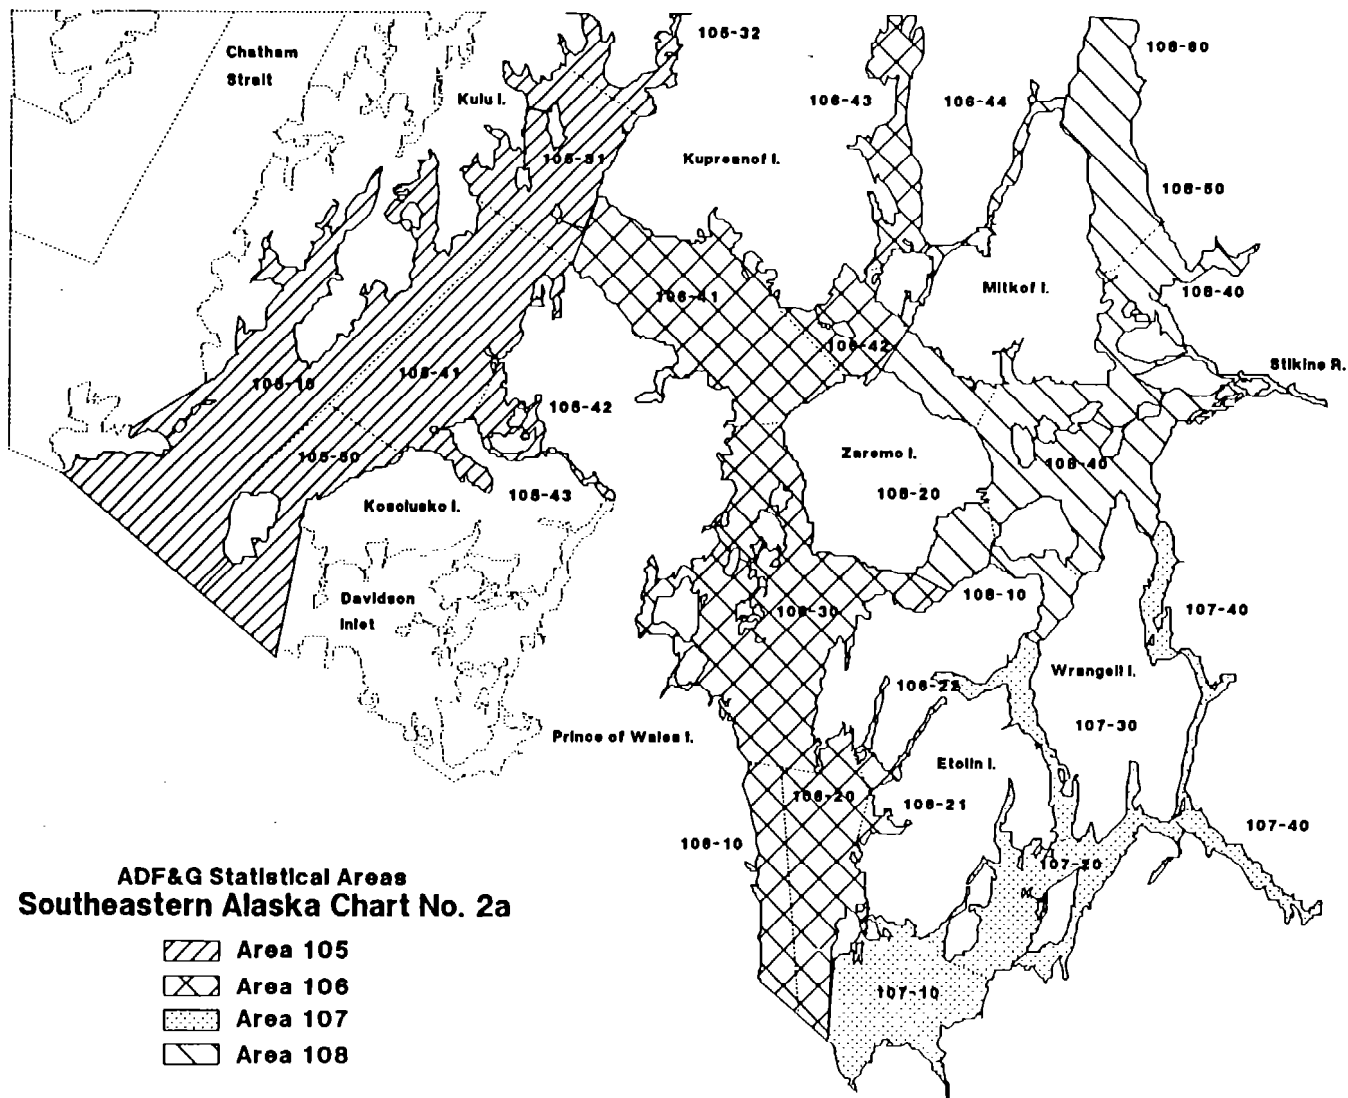 105-32
108-60
Chatham
Strait
Kulu I.
106-43
106-44
105-31
Kupreanof I.
108-50
106-41
Mitkof I.
108-40
106-42
Stikine R.
105-10
105-41
105-42
105-50
Zaremo I.
108-40
105-43
108-20
Kosciusko I.
Davidson
Inlet
106-30
108-10
107-40
106-22
Wrangell I.
107-30
Prince of Wales I.
Etolin I.
106-20
106-21
106-10
107-20
107-40
107-10
ADF&G Statistical Areas
Southeastern Alaska Chart No. 2a
Area 105
Area 106
Area 107
Area 108